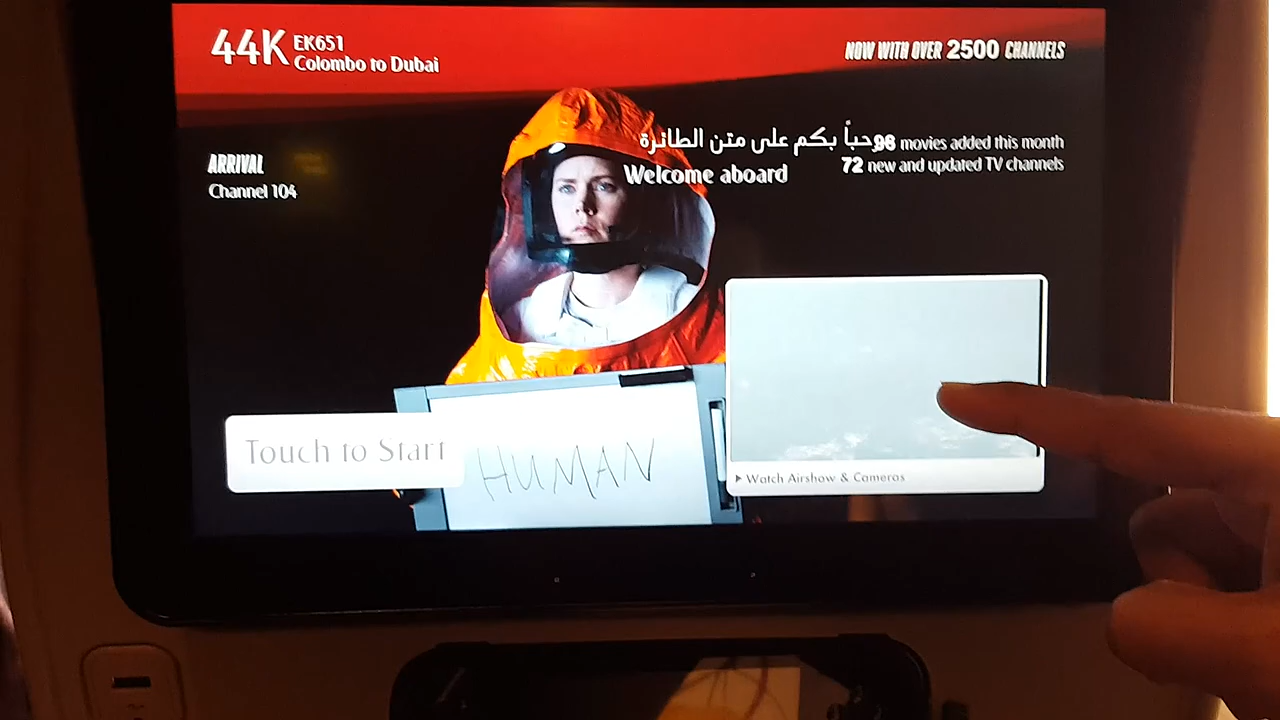 44K EK651
Colombo to Dubai
NOW WITH OVER 2500 CHANNELS
ARRIVAL
Channel 104
مرحباً بكم على متن الطائرة
Welcome aboard
98 movies added this month
72 new and updated TV channels
Touch to Start
HUMAN
Watch Airshow & Cameras